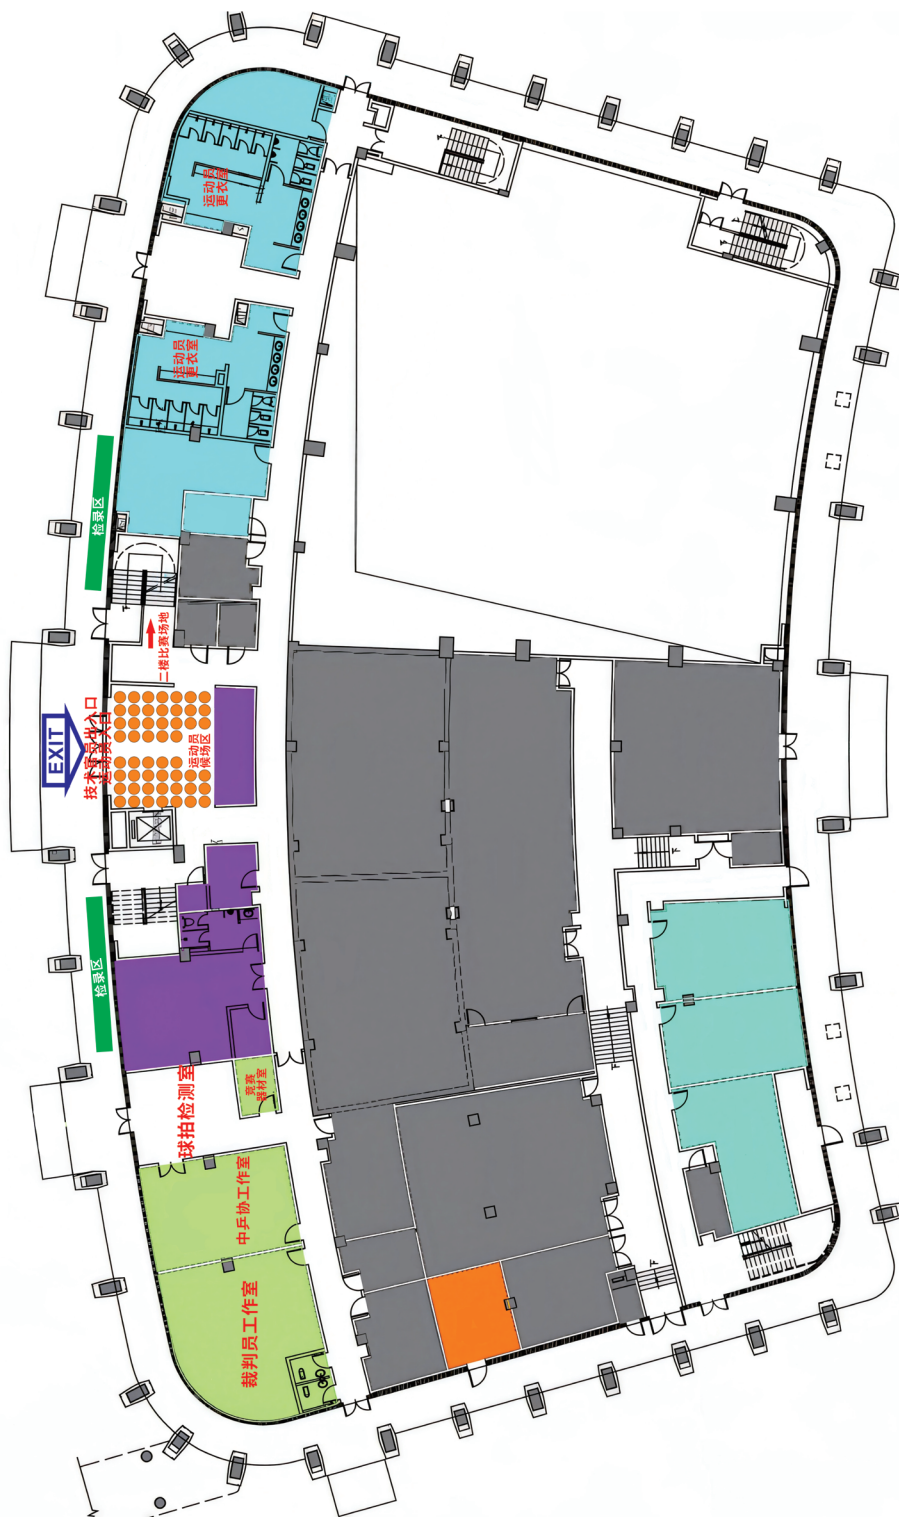 运动员
更衣室
运动员
更衣室
检录区
二楼比赛场地
EXIT
技术官员出入口
运动员入口
运动员
候场区
检录区
球拍检测室
竞赛
器材室
中乒协工作室
裁判员工作室